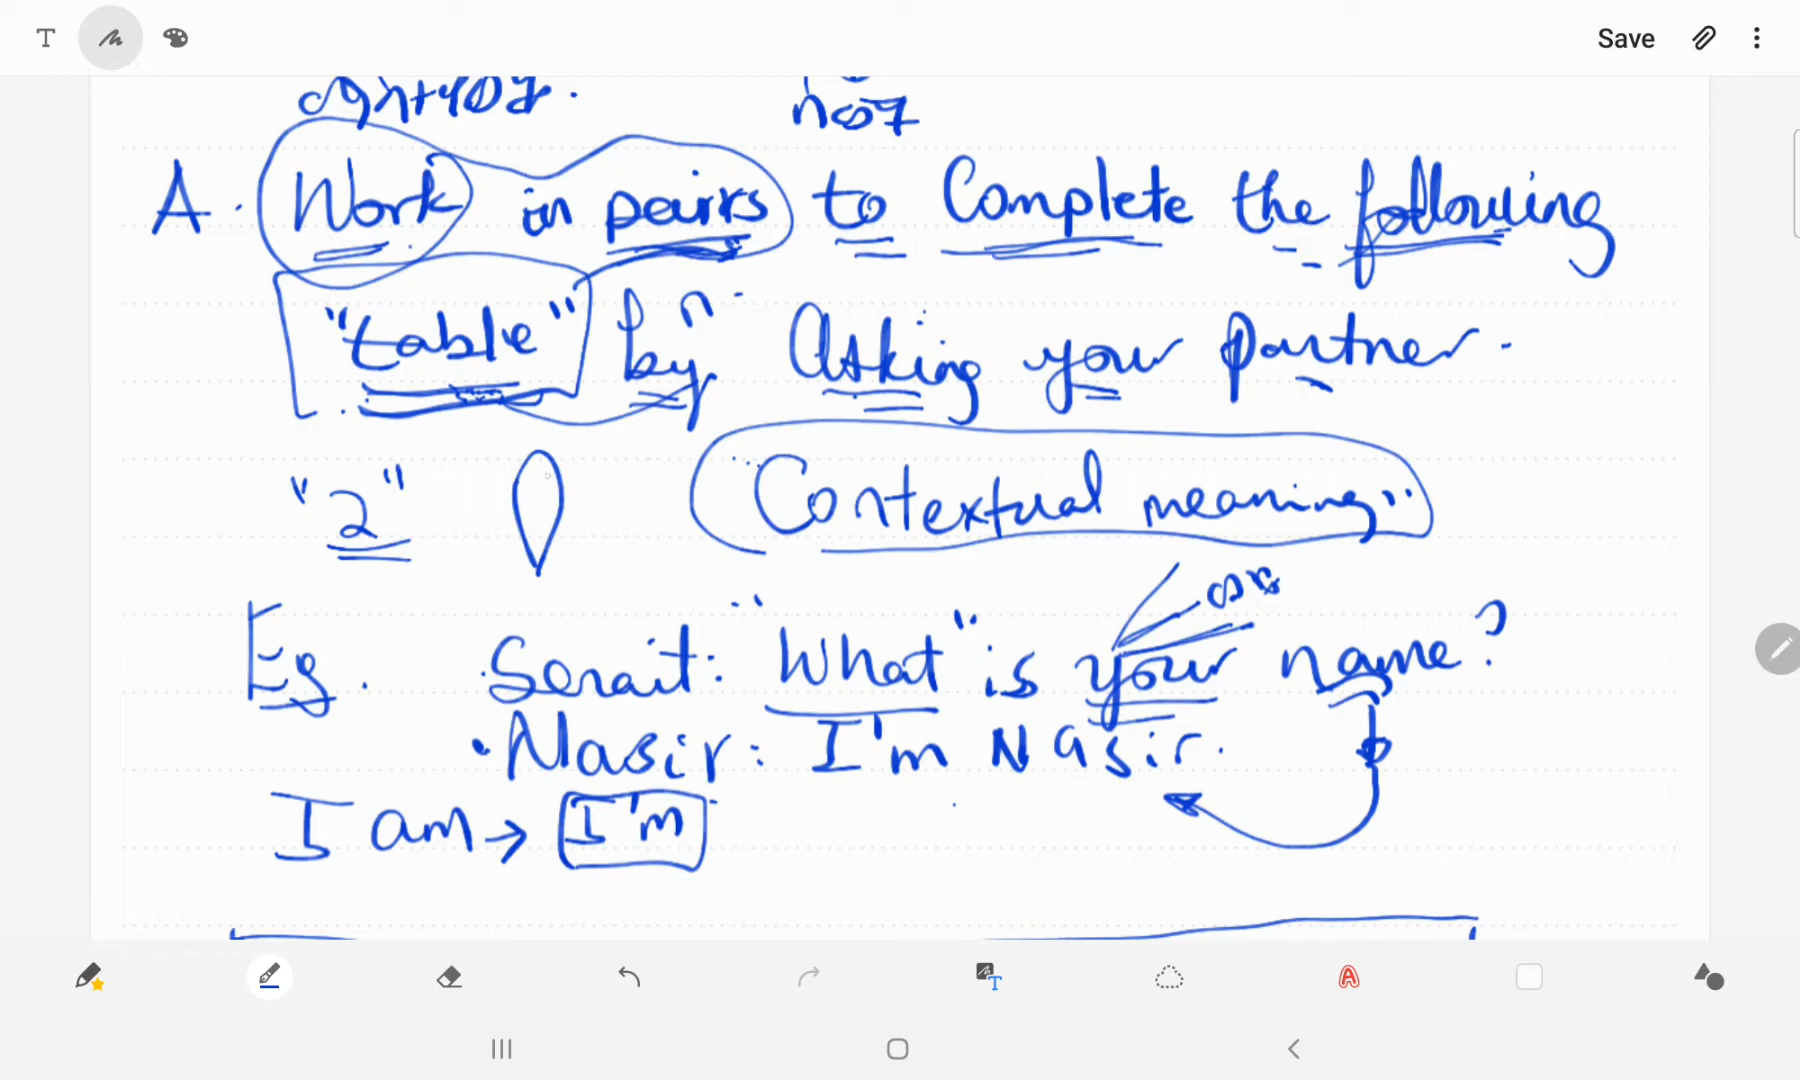 Save
A. Work in pairs to Complete the following
"table" by Asking your partner.
"2" Contextual meaning
Eg. Senait: "What" is your name?
Nasir: I'm Nasir.
I am → I'm